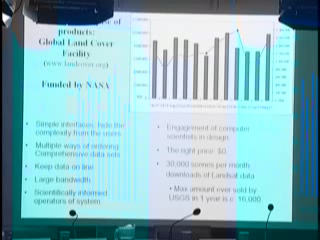 of
products:
Global Land Cover
Facility
(www.landcover.org)
Funded by NASA
• Simple interfaces: hide the
complexity from the users
• Multiple ways of ordering
Comprehensive data sets
• Keep data on line
• Large bandwidth
• Scientifically informed
operators of system
• Engagement of computer
scientists in design.
• The right price: $0.
• 30,000 scenes per month
downloads of Landsat data
• Max amount ever sold by
USGS in 1 year is c. 16,000